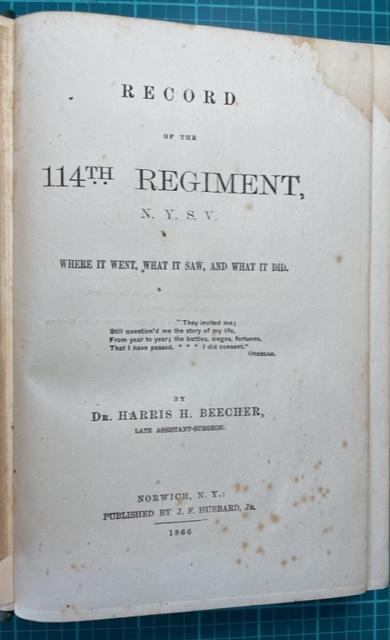 RECORD
OF THE
114TH REGIMENT,
N. Y. S. V.
WHERE IT WENT, WHAT IT SAW, AND WHAT IT DID.
"They invited me;
Still question'd me the story of my life,
From year to year; the battles, sieges, fortunes,
That I have passed. * * * I did consent."
OTHELLO.
BY
DR. HARRIS H. BEECHER,
LATE ASSISTANT-SURGEON.
NORWICH, N. Y.:
PUBLISHED BY J. F. HUBBARD, JR.
1866